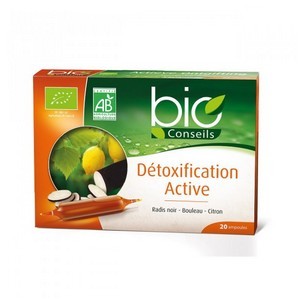 AB
bio
Conseils
Détoxification
Active
Radis noir - Bouleau - Citron
20 ampoules